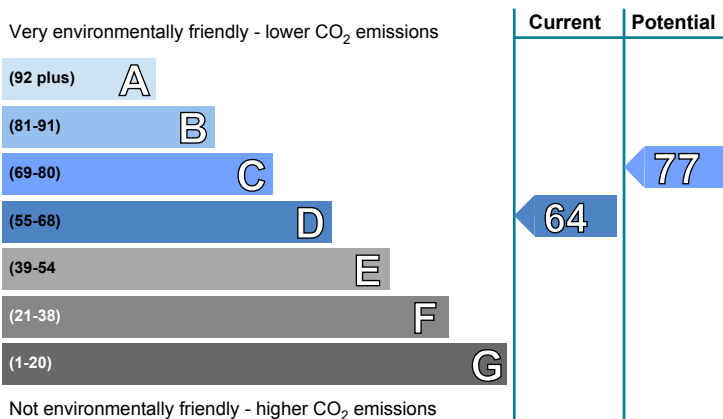 Current Potential
Very environmentally friendly - lower CO2 emissions
(92 plus) A
(81-91) B
(69-80) C
77
(55-68) D
64
(39-54 E
(21-38) F
(1-20) G
Not environmentally friendly - higher CO2 emissions